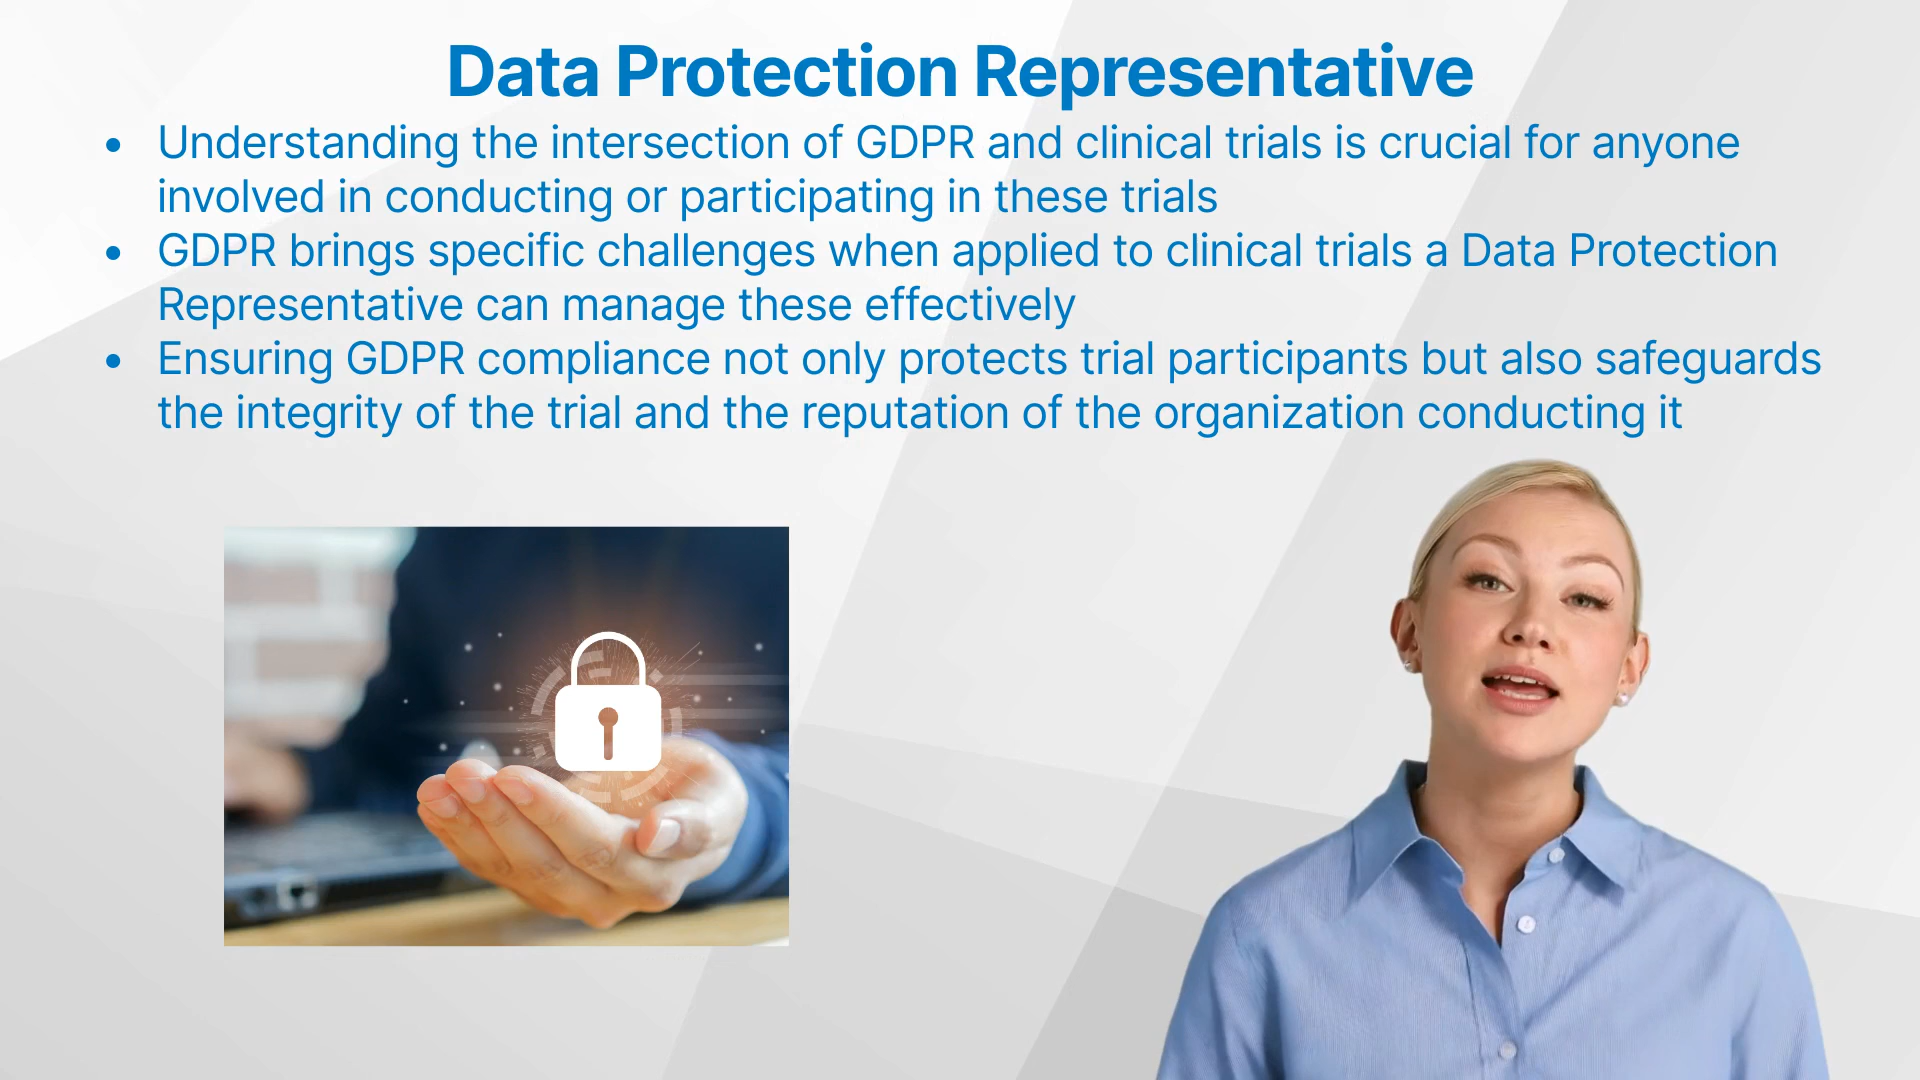 Data Protection Representative
• Understanding the intersection of GDPR and clinical trials is crucial for anyone
involved in conducting or participating in these trials
• GDPR brings specific challenges when applied to clinical trials a Data Protection
Representative can manage these effectively
• Ensuring GDPR compliance not only protects trial participants but also safeguards
the integrity of the trial and the reputation of the organization conducting it